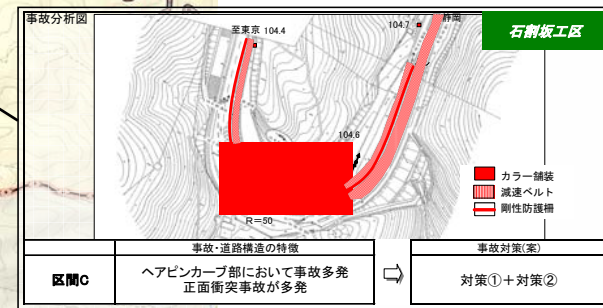 事故分析図
石割坂工区
至東京 104.4
104.7
静岡
104.6
R=50
カラー舗装
減速ベルト
剛性防護柵
事故・道路構造の特徴
事故対策(案)
区間C
ヘアピンカーブ部において事故多発
正面衝突事故が多発
対策①+対策②